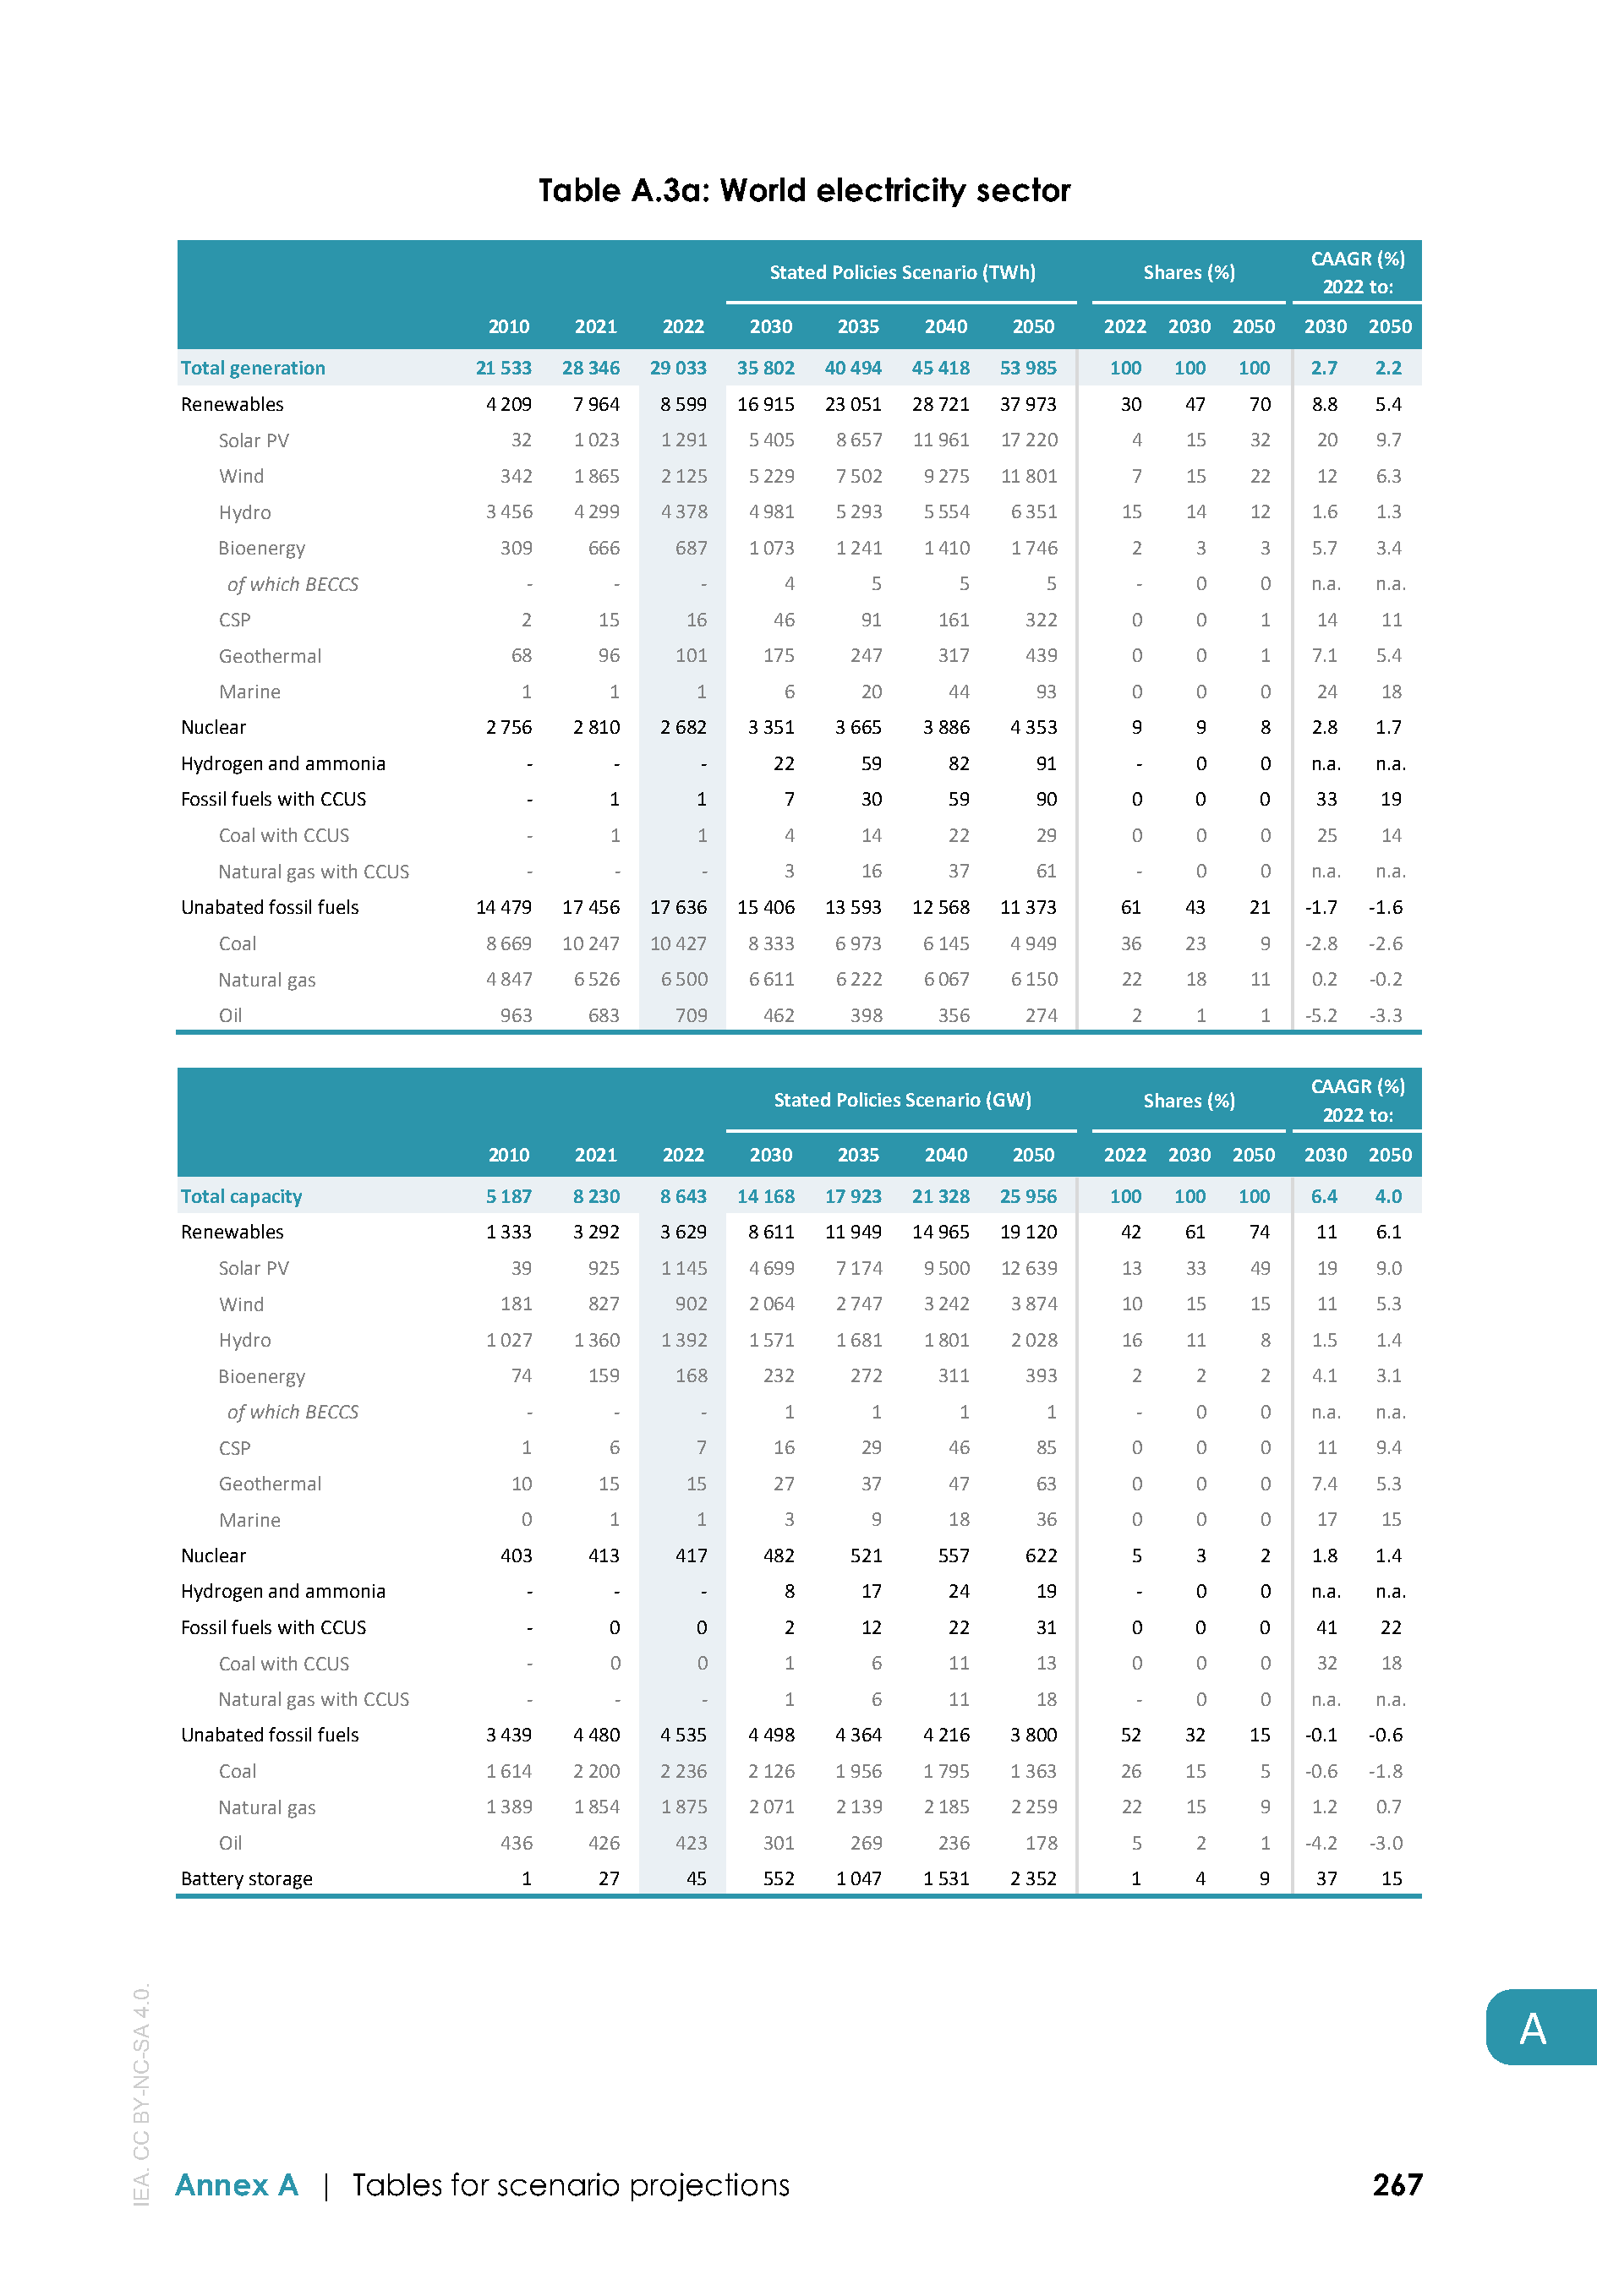 Table A.3a: World electricity sector
Stated Policies Scenario (TWh) Shares (%) CAAGR (%)
2022 to:
2010 2021 2022 2030 2035 2040 2050 2022 2030 2050 2030 2050
Total generation 21 533 28 346 29 033 35 802 40 494 45 418 53 985 100 100 100 2.7 2.2
Renewables 4 209 7 964 8 599 16 915 23 051 28 721 37 973 30 47 70 8.8 5.4
Solar PV 32 1 023 1 291 5 405 8 657 11 961 17 220 4 15 32 20 9.7
Wind 342 1 865 2 125 5 229 7 502 9 275 11 801 7 15 22 12 6.3
Hydro 3 456 4 299 4 378 4 981 5 293 5 554 6 351 15 14 12 1.6 1.3
Bioenergy 309 666 687 1 073 1 241 1 410 1 746 2 3 3 5.7 3.4
of which BECCS - - - 4 5 5 5 - 0 0 n.a. n.a.
CSP 2 15 16 46 91 161 322 0 0 1 14 11
Geothermal 68 96 101 175 247 317 439 0 0 1 7.1 5.4
Marine 1 1 1 6 20 44 93 0 0 0 24 18
Nuclear 2 756 2 810 2 682 3 351 3 665 3 886 4 353 9 9 8 2.8 1.7
Hydrogen and ammonia - - - 22 59 82 91 - 0 0 n.a. n.a.
Fossil fuels with CCUS - 1 1 7 30 59 90 0 0 0 33 19
Coal with CCUS - 1 1 4 14 22 29 0 0 0 25 14
Natural gas with CCUS - - - 3 16 37 61 - 0 0 n.a. n.a.
Unabated fossil fuels 14 479 17 456 17 636 15 406 13 593 12 568 11 373 61 43 21 -1.7 -1.6
Coal 8 669 10 247 10 427 8 333 6 973 6 145 4 949 36 23 9 -2.8 -2.6
Natural gas 4 847 6 526 6 500 6 611 6 222 6 067 6 150 22 18 11 0.2 -0.2
Oil 963 683 709 462 398 356 274 2 1 1 -5.2 -3.3
Stated Policies Scenario (GW) Shares (%) CAAGR (%)
2022 to:
2010 2021 2022 2030 2035 2040 2050 2022 2030 2050 2030 2050
Total capacity 5 187 8 230 8 643 14 168 17 923 21 328 25 956 100 100 100 6.4 4.0
Renewables 1 333 3 292 3 629 8 611 11 949 14 965 19 120 42 61 74 11 6.1
Solar PV 39 925 1 145 4 699 7 174 9 500 12 639 13 33 49 19 9.0
Wind 181 827 902 2 064 2 747 3 242 3 874 10 15 15 11 5.3
Hydro 1 027 1 360 1 392 1 571 1 681 1 801 2 028 16 11 8 1.5 1.4
Bioenergy 74 159 168 232 272 311 393 2 2 2 4.1 3.1
of which BECCS - - - 1 1 1 1 - 0 0 n.a. n.a.
CSP 1 6 7 16 29 46 85 0 0 0 11 9.4
Geothermal 10 15 15 27 37 47 63 0 0 0 7.4 5.3
Marine 0 1 1 3 9 18 36 0 0 0 17 15
Nuclear 403 413 417 482 521 557 622 5 3 2 1.8 1.4
Hydrogen and ammonia - - - 8 17 24 19 - 0 0 n.a. n.a.
Fossil fuels with CCUS - 0 0 2 12 22 31 0 0 0 41 22
Coal with CCUS - 0 0 1 6 11 13 0 0 0 32 18
Natural gas with CCUS - - - 1 6 11 18 - 0 0 n.a. n.a.
Unabated fossil fuels 3 439 4 480 4 535 4 498 4 364 4 216 3 800 52 32 15 -0.1 -0.6
Coal 1 614 2 200 2 236 2 126 1 956 1 795 1 363 26 15 5 -0.6 -1.8
Natural gas 1 389 1 854 1 875 2 071 2 139 2 185 2 259 22 15 9 1.2 0.7
Oil 436 426 423 301 269 236 178 5 2 1 -4.2 -3.0
Battery storage 1 27 45 552 1 047 1 531 2 352 1 4 9 37 15
A
IEA. CC BY-NC-SA 4.0.
Annex A | Tables for scenario projections 267